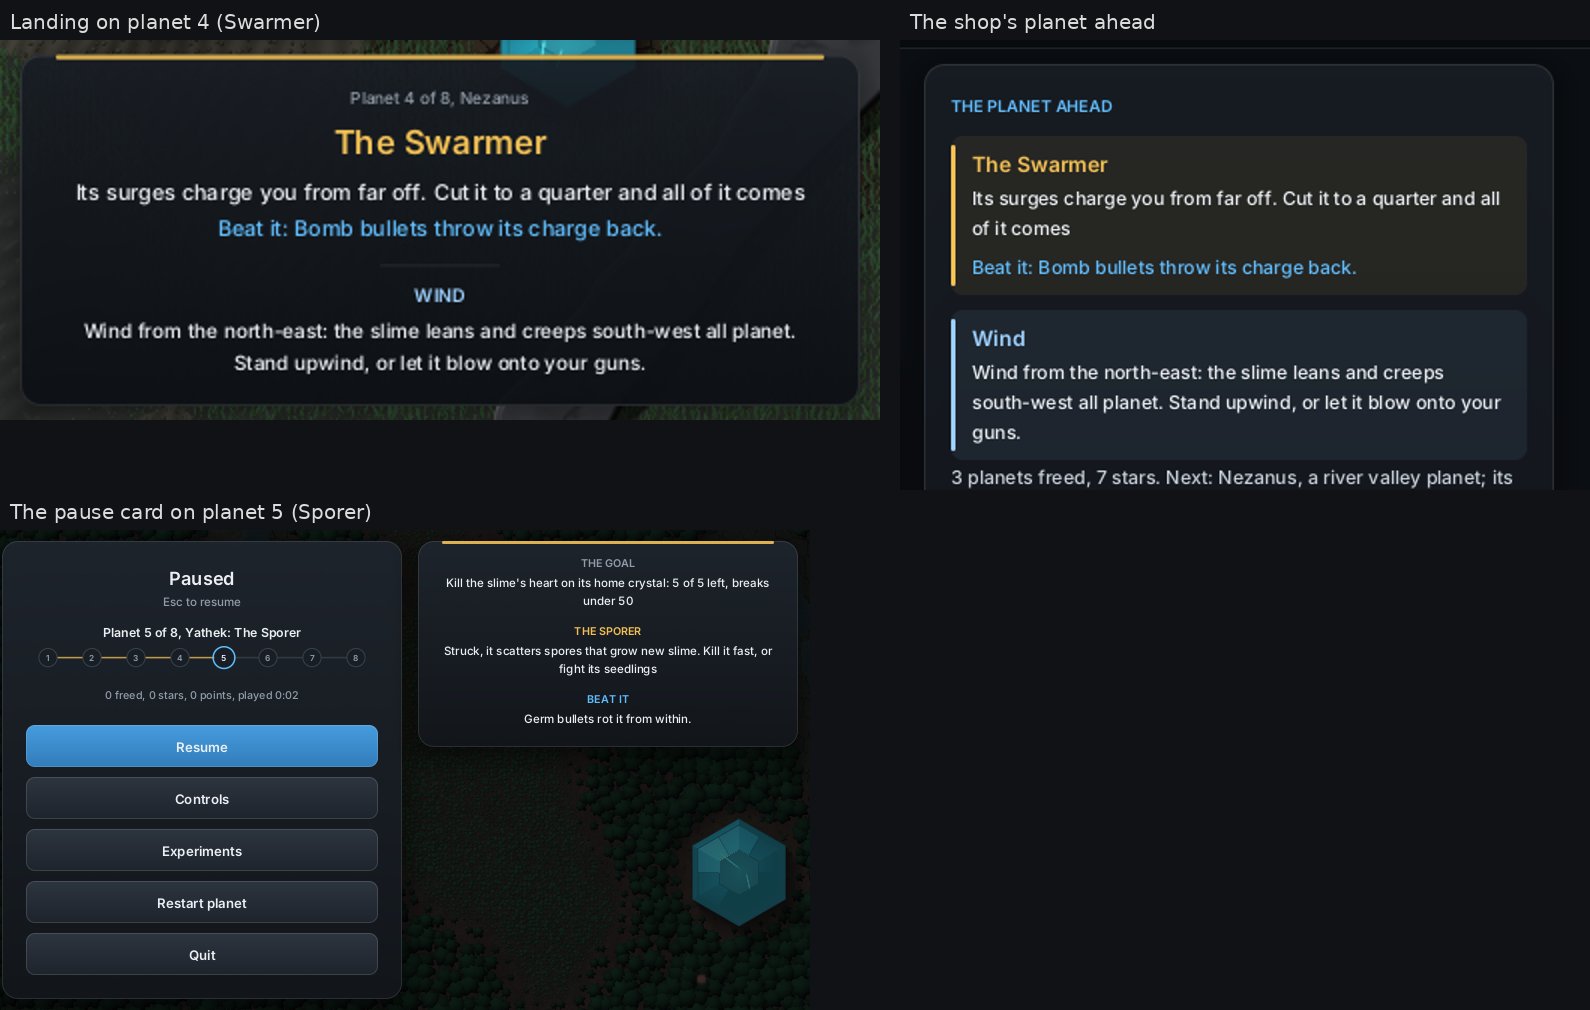 Landing on planet 4 (Swarmer)
Planet 4 of 8, Nezanus
The Swarmer
Its surges charge you from far off. Cut it to a quarter and all of it comes
Beat it: Bomb bullets throw its charge back.
WIND
Wind from the north-east: the slime leans and creeps south-west all planet.
Stand upwind, or let it blow onto your guns.
The shop's planet ahead
THE PLANET AHEAD
The Swarmer
Its surges charge you from far off. Cut it to a quarter and all
of it comes
Beat it: Bomb bullets throw its charge back.
Wind
Wind from the north-east: the slime leans and creeps
south-west all planet. Stand upwind, or let it blow onto your
guns.
3 planets freed, 7 stars. Next: Nezanus, a river valley planet; its
The pause card on planet 5 (Sporer)
Paused
Esc to resume
Planet 5 of 8, Yathek: The Sporer
1 2 3 4 5 6 7 8
0 freed, 0 stars, 0 points, played 0:02
Resume
Controls
Experiments
Restart planet
Quit
THE GOAL
Kill the slime's heart on its home crystal: 5 of 5 left, breaks
under 50
THE SPORER
Struck, it scatters spores that grow new slime. Kill it fast, or
fight its seedlings
BEAT IT
Germ bullets rot it from within.